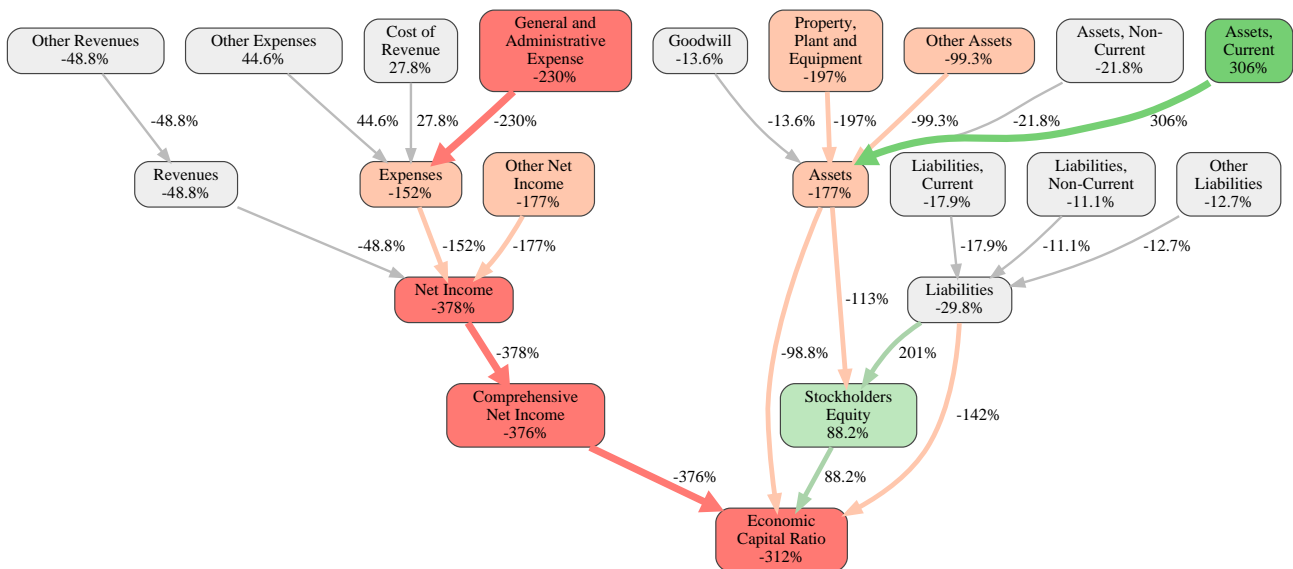 Other Revenues
-48.8%
Other Expenses
44.6%
Cost of
Revenue
27.8%
General and
Administrative
Expense
-230%
Goodwill
-13.6%
Property,
Plant and
Equipment
-197%
Other Assets
-99.3%
Assets, Non-
Current
-21.8%
Assets,
Current
306%
-48.8%
44.6%
27.8%
-230%
-13.6%
-197%
-99.3%
-21.8%
306%
Revenues
-48.8%
Expenses
-152%
Other Net
Income
-177%
Assets
-177%
Liabilities,
Current
-17.9%
Liabilities,
Non-Current
-11.1%
Other
Liabilities
-12.7%
-48.8%
-152%
-177%
-17.9%
-11.1%
-12.7%
Net Income
-378%
Liabilities
-29.8%
-113%
-378%
-98.8%
201%
Comprehensive
Net Income
-376%
Stockholders
Equity
88.2%
-142%
-376%
88.2%
Economic
Capital Ratio
-312%